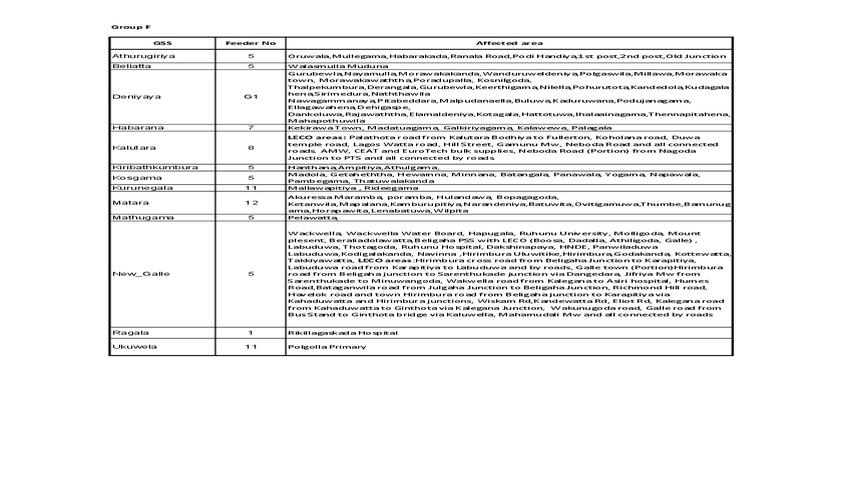 Group F
GSS Feeder No Affected area
Athurugiriya 5 Oruwala,Mullegama,Habarakada,Ranala Road,Podi Handiya,1st post,2nd post,Old Junction
Beliatta 5 Walasmulla Muduna
Deniyaya G1 Gurubewla,Nayamulla,Morawakakanda,Wanduruweldeniya,Polgaswila,Millawa,Morawaka
town, Morawakawaththa,Poradupalla, Kosnilgoda,
Thalpekumbura,Derangala,Gurubewla,Keerthigama,Nilella,Pohurutota,Kandedola,Kudagala
hena,Sirimedura,Naththawila
Nawagammanaya,Pitabeddara,Malpudanaella,Buluwa,Kaduruwana,Podujanagama,
Ellagawahena,Dehigaspe,
Dankoluwa,Rajawaththa,Elamaldeniya,Kotagala,Hattotuwa,Ihalaainagama,Thennapitahena,
Mahapothuwila
Habarana 7 Kekirawa Town, Madatuagama, Galkiriyagama, Kalawewa, Palagala
Kalutara 8 LECO areas: Palathota road from Kalutara Bodhiya to Fullerton, Koholana road, Duwa
temple road, Lagos Watta road, Hill Street, Gamunu Mw, Neboda Road and all connected
roads. AMW, CEAT and EuroTech bulk supplies, Neboda Road (Portion) from Nagoda
Junction to PTS and all connected by roads
Kiribathkumbura 5 Hanthana,Ampitiya,Athulgama,
Kosgama 5 Madola, Getaheththa, Hewainna, Minnana, Batangala, Panawala, Yogama, Napawala,
Pambegama, Thatuwalakanda
Kurunegala 11 Mallawapitiya , Rideegama
Matara 12 Akuressa Maramba, poramba, Hulandawa, Bopagagoda,
Ketanwila,Mapalana,Kamburupitiya,Narandeniya,Batuwita,Ovitigamuwa,Thumbe,Bamunug
ama,Horapawita,Lenabatuwa,Wilpita
Mathugama 5 Pelawatta,
New_Galle 5 Wackwella, Wackwella Water Board, Hapugala, Ruhunu University, Molligoda, Mount
plesent, Beraliadolawatta,Beligaha PSS with LECO (Boosa, Dadalla, Athiligoda, Galle) ,
Labuduwa, Thotagoda, Ruhunu Hospital, Dakshinapaya, HNDE, Panwiladuwa
Labuduwa,Kodigalakanda, Navinna ,Hirimbura Uluwitike,Hirimbura,Godakanda, Kottewatta,
Takkiyawatta, LECO areas:Hirimbura cross road from Beligaha Junction to Karapitiya,
Labuduwa road from Karapitiya to Labuduwa and by roads, Galle town (Portion)Hirimbura
road from Beligaha junction to Sarenthukade junction via Dangedara, Jifriya Mw from
Sarenthukade to Minuwangoda, Wakwella road from Kalegana to Asiri hospital, Humes
Road,Bataganwila road from Julgaha Junction to Beligaha Junction, Richmond Hill road,
Havelok road and town Hirimbura road from Beligaha junction to Karapitiya via
Kahaduwatta and Hirimbura junctions, Wiskam Rd,Kandewatta Rd, Eliot Rd, Kalegana road
from Kahaduwatta to Ginthota via Kalegana Junction, Wakunugoda road, Galle road from
Bus Stand to Ginthota bridge via Kaluwella, Mahamudali Mw and all connected by roads
Ragala 1 Rikillagaskada Hospital
Ukuwela 11 Polgolla Primary